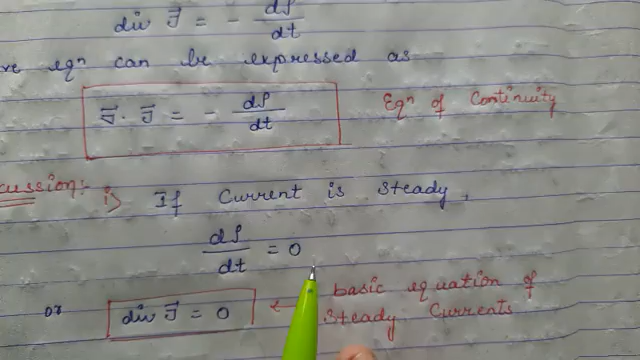 div J⃗ = - dρ/dt
eqⁿ can be expressed as
∇⃗ · J⃗ = - dρ/dt Eqⁿ of Continuity
i) If Current is steady,
dρ/dt = 0
or div J⃗ = 0 ← basic equation of
steady Currents